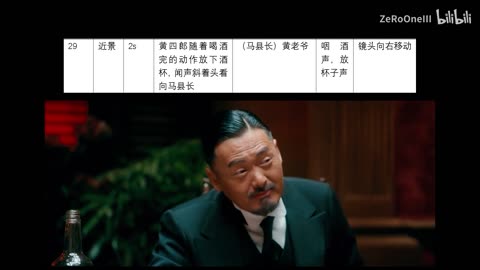 ZeRoOneIII bilibili
29 近景 2s 黄四郎随着喝酒 （马县长）黄老爷 咽 酒 镜头向右移动
完的动作放下酒 声，放
杯，闻声斜着头看 杯子声
向马县长